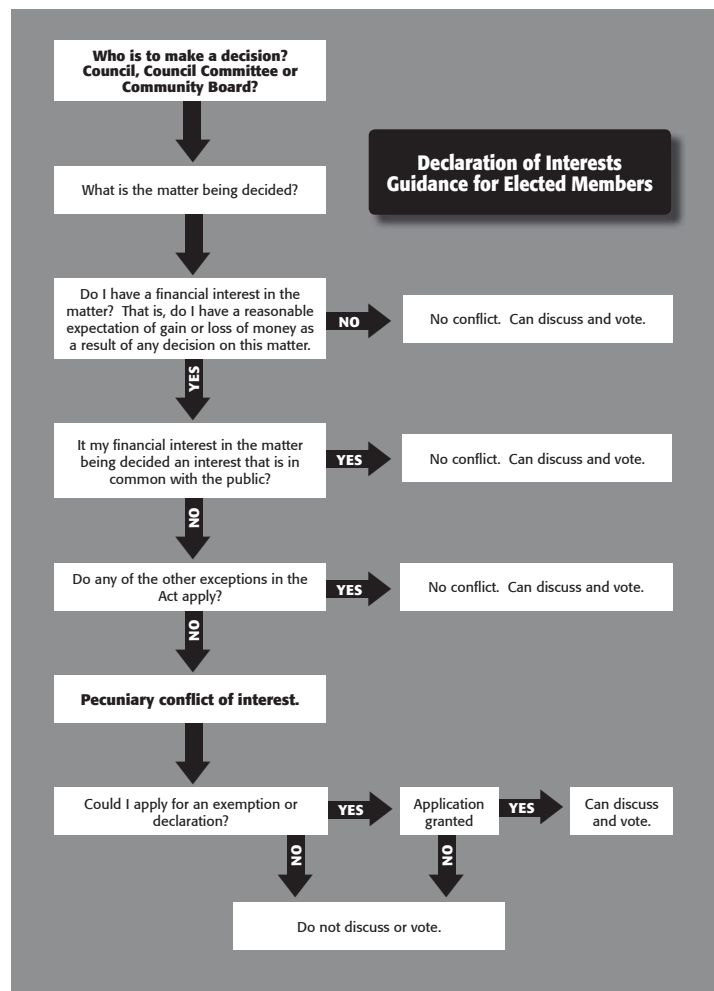 Who is to make a decision?
Council, Council Committee or
Community Board?
Declaration of Interests
Guidance for Elected Members
What is the matter being decided?
Do I have a financial interest in the
matter?  That is, do I have a reasonable
expectation of gain or loss of money as
a result of any decision on this matter.
NO
No conflict.  Can discuss and vote.
YES
It my financial interest in the matter
being decided an interest that is in
common with the public?
YES
No conflict.  Can discuss and vote.
NO
Do any of the other exceptions in the
Act apply?
YES
No conflict.  Can discuss and vote.
NO
Pecuniary conflict of interest.
Could I apply for an exemption or
declaration?
YES
Application
granted
YES
Can discuss
and vote.
NO
NO
Do not discuss or vote.